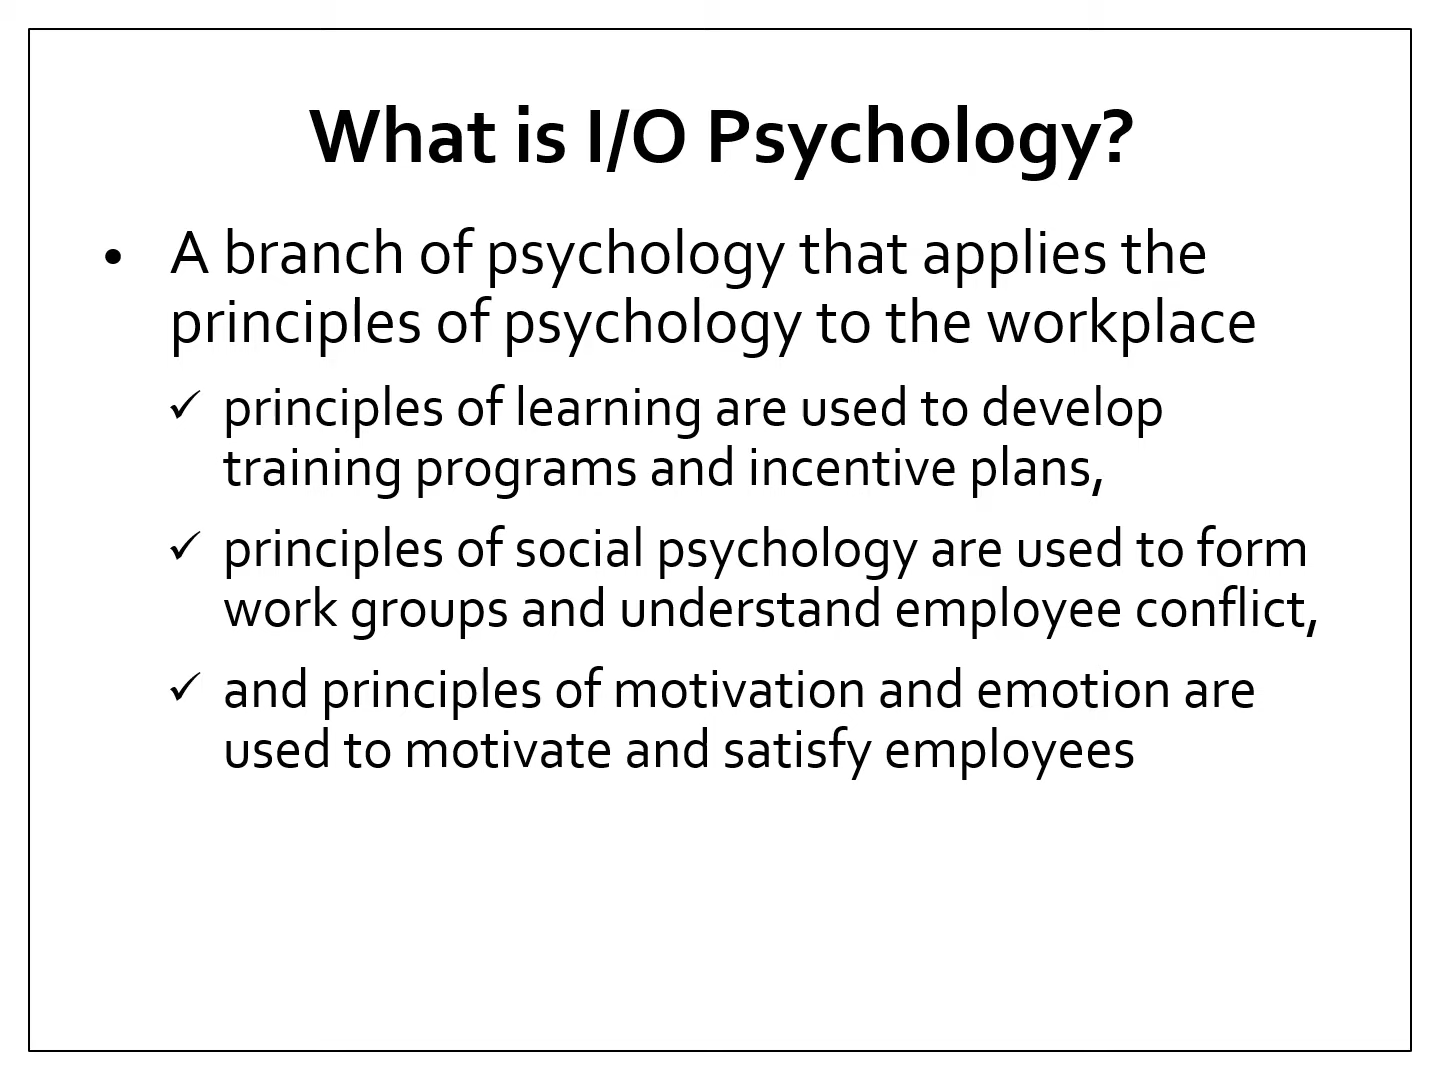 What is I/O Psychology?
• A branch of psychology that applies the
principles of psychology to the workplace
✓ principles of learning are used to develop
training programs and incentive plans,
✓ principles of social psychology are used to form
work groups and understand employee conflict,
✓ and principles of motivation and emotion are
used to motivate and satisfy employees